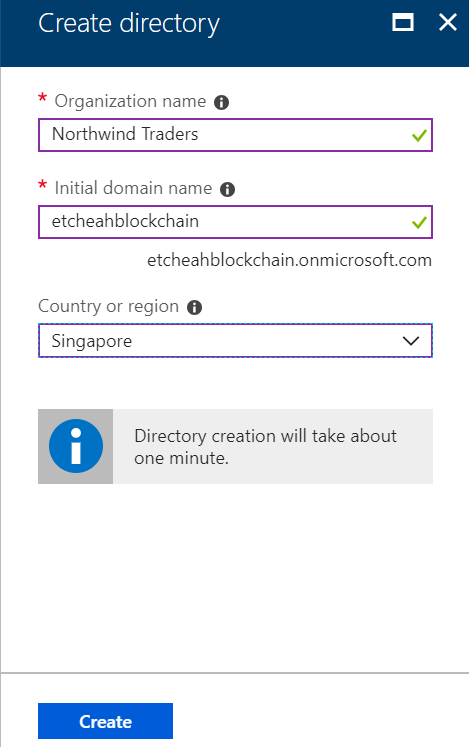 Create directory
* Organization name
Northwind Traders
* Initial domain name
etcheahblockchain
etcheahblockchain.onmicrosoft.com
Country or region
Singapore
Directory creation will take about
one minute.
Create